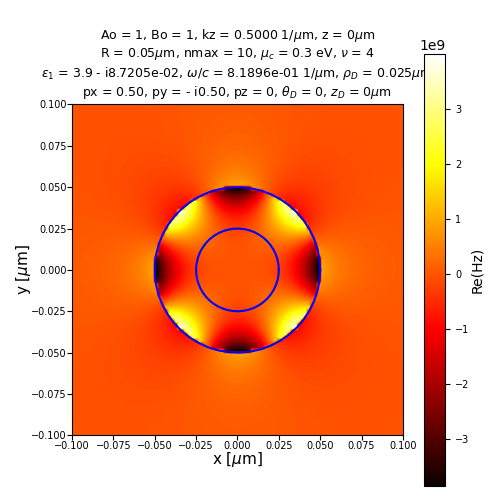 Ao = 1, Bo = 1, kz = 0.5000 1/μm, z = 0μm
R = 0.05μm, nmax = 10, μc = 0.3 eV, ν = 4
ε1 = 3.9 - i8.7205e-02, ω/c = 8.1896e-01 1/μm, ρD = 0.025μm
px = 0.50, py = - i0.50, pz = 0, θD = 0, zD = 0μm
1e9
0.100
0.075
0.050
0.025
0.000
−0.025
−0.050
−0.075
−0.100
y [μm]
−0.100 −0.075 −0.050 −0.025 0.000 0.025 0.050 0.075 0.100
x [μm]
3
2
1
0
−1
−2
−3
Re(Hz)